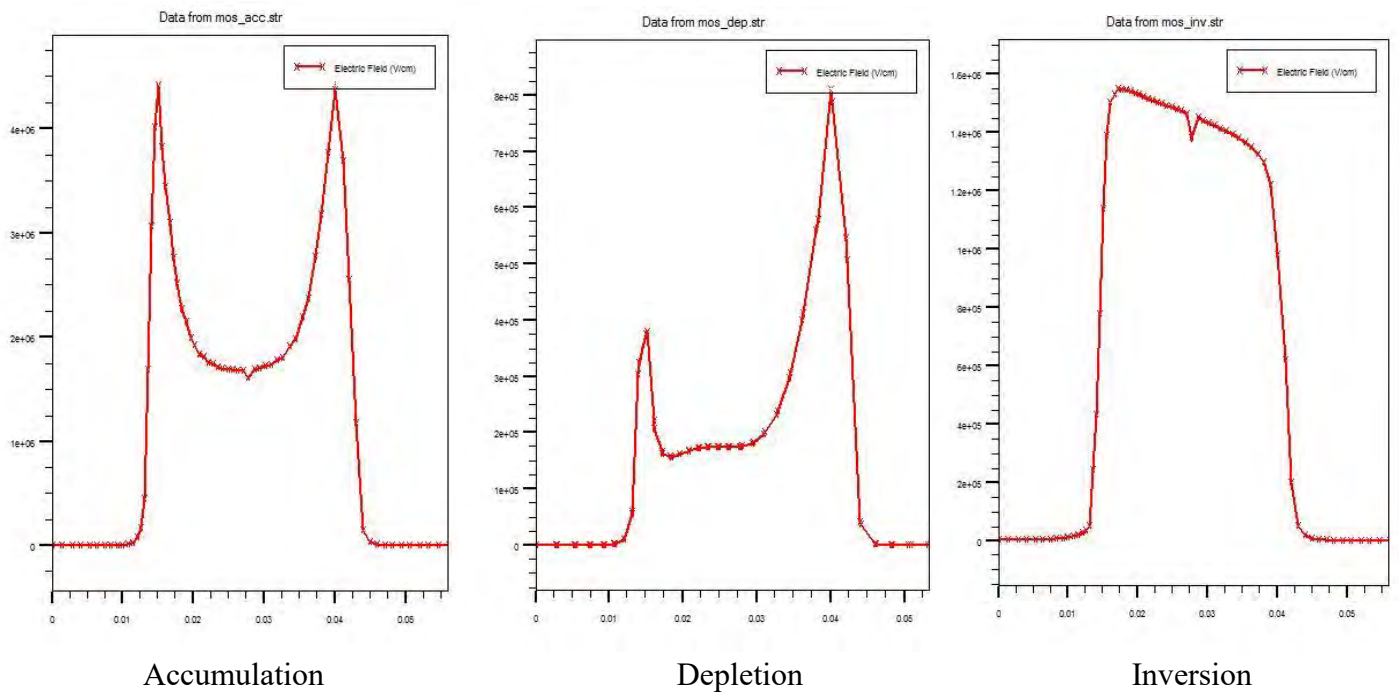 Data from mos_acc.str
Electric Field (V/cm)
4e+06
3e+06
2e+06
1e+06
0
0
0.01
0.02
0.03
0.04
0.05
Accumulation
Data from mos_dep.str
Electric Field (V/cm)
8e+05
7e+05
6e+05
5e+05
4e+05
3e+05
2e+05
1e+05
0
0
0.01
0.02
0.03
0.04
0.05
Depletion
Data from mos_inv.str
Electric Field (V/cm)
1.6e+06
1.4e+06
1.2e+06
1e+06
8e+05
6e+05
4e+05
2e+05
0
0
0.01
0.02
0.03
0.04
0.05
Inversion